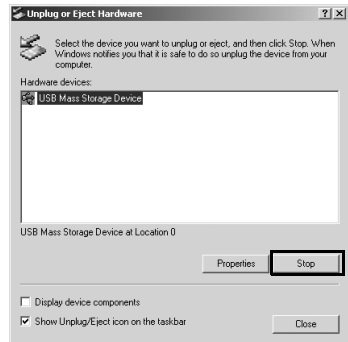 Unplug or Eject Hardware
Select the device you want to unplug or eject, and then click Stop. When
Windows notifies you that it is safe to do so unplug the device from your
computer.
Hardware devices:
USB Mass Storage Device
USB Mass Storage Device at Location 0
Properties
Stop
Display device components
Show Unplug/Eject icon on the taskbar
Close